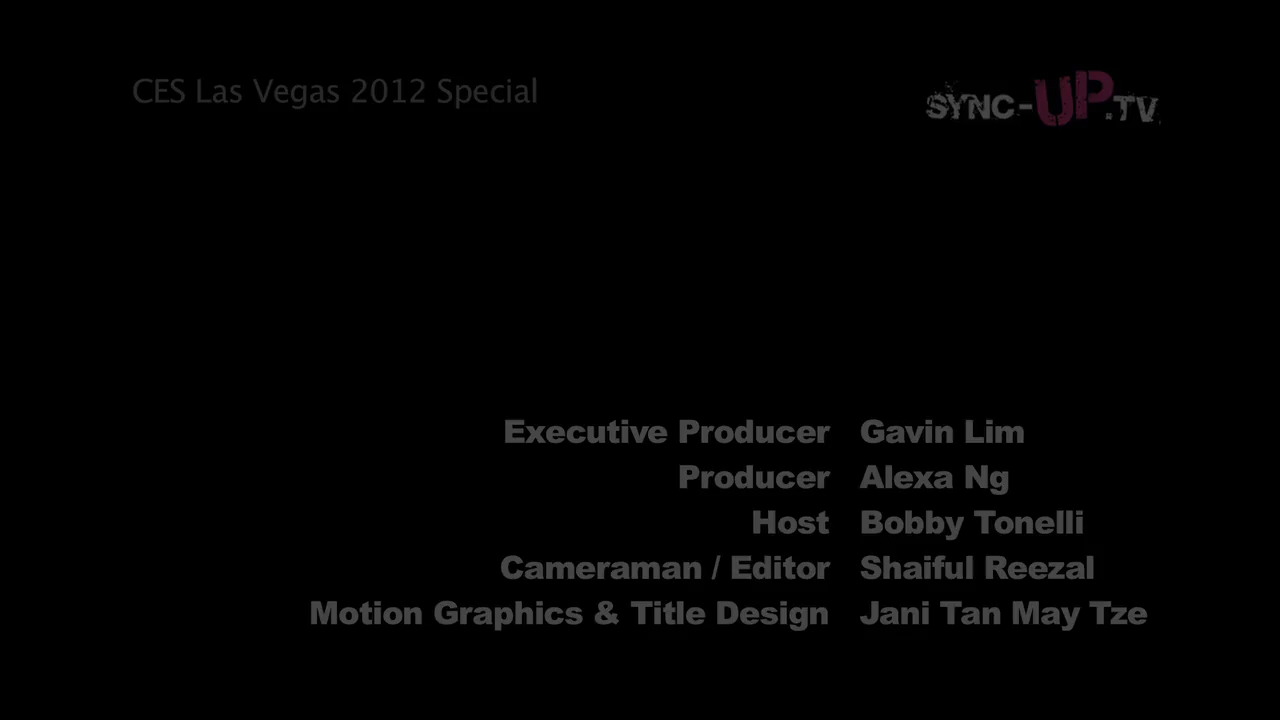 CES Las Vegas 2012 Special
SYNC-UP.TV
Executive Producer Gavin Lim
Producer Alexa Ng
Host Bobby Tonelli
Cameraman / Editor Shaiful Reezal
Motion Graphics & Title Design Jani Tan May Tze